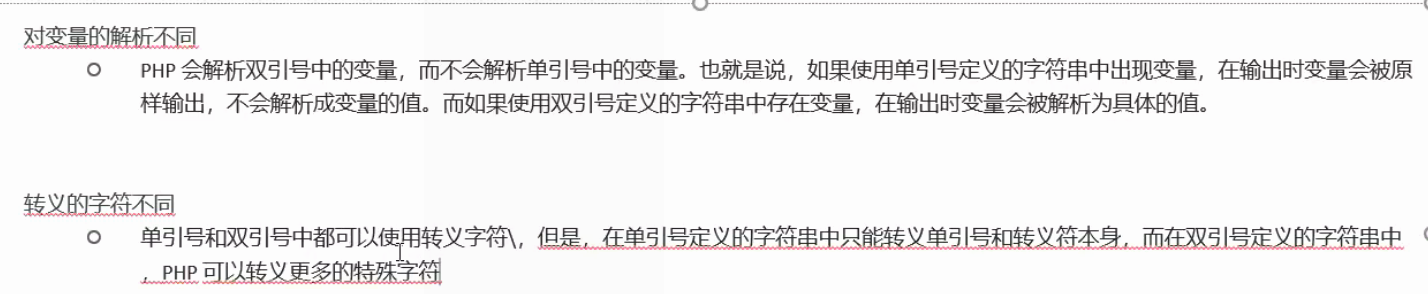 对变量的解析不同
PHP 会解析双引号中的变量，而不会解析单引号中的变量。也就是说，如果使用单引号定义的字符串中出现变量，在输出时变量会被原
样输出，不会解析成变量的值。而如果使用双引号定义的字符串中存在变量，在输出时变量会被解析为具体的值。
转义的字符不同
单引号和双引号中都可以使用转义字符\，但是，在单引号定义的字符串中只能转义单引号和转义符本身，而在双引号定义的字符串中
，PHP 可以转义更多的特殊字符